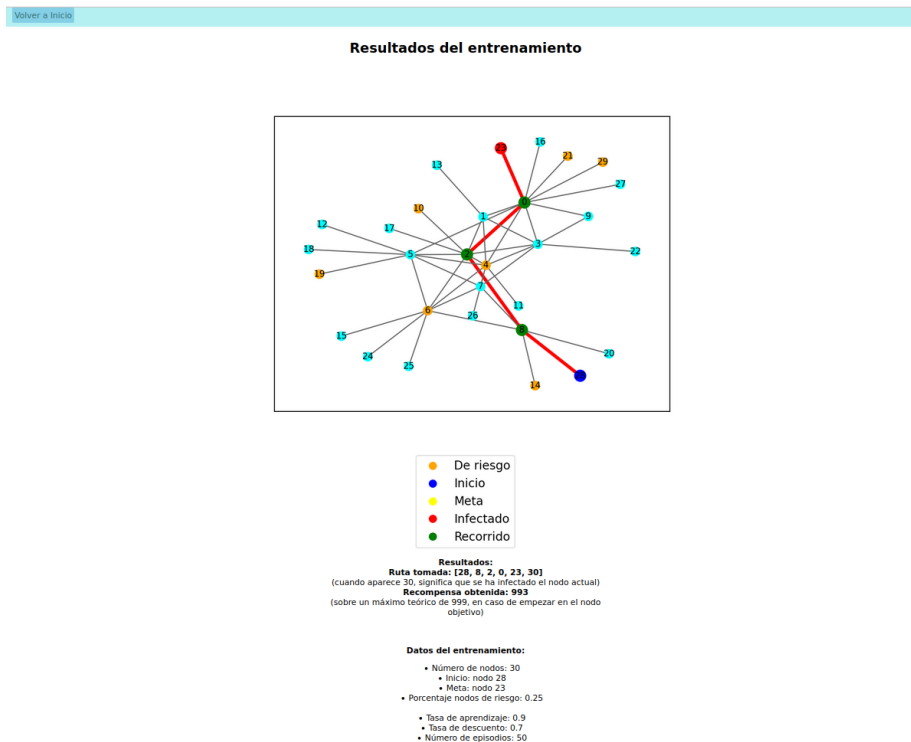 Volver a Inicio
Resultados del entrenamiento
23
16
21
29
13
27
10
0
1
9
12
17
3
18
5
2
22
4
19
7
11
6
26
15
8
24
20
25
14
De riesgo
Inicio
Meta
Infectado
Recorrido
Resultados:
Ruta tomada: [28, 8, 2, 0, 23, 30]
(cuando aparece 30, significa que se ha infectado el nodo actual)
Recompensa obtenida: 993
(sobre un máximo teórico de 999, en caso de empezar en el nodo
objetivo)
Datos del entrenamiento:
• Número de nodos: 30
• Inicio: nodo 28
• Meta: nodo 23
• Porcentaje nodos de riesgo: 0.25
• Tasa de aprendizaje: 0.9
• Tasa de descuento: 0.7
• Número de episodios: 50